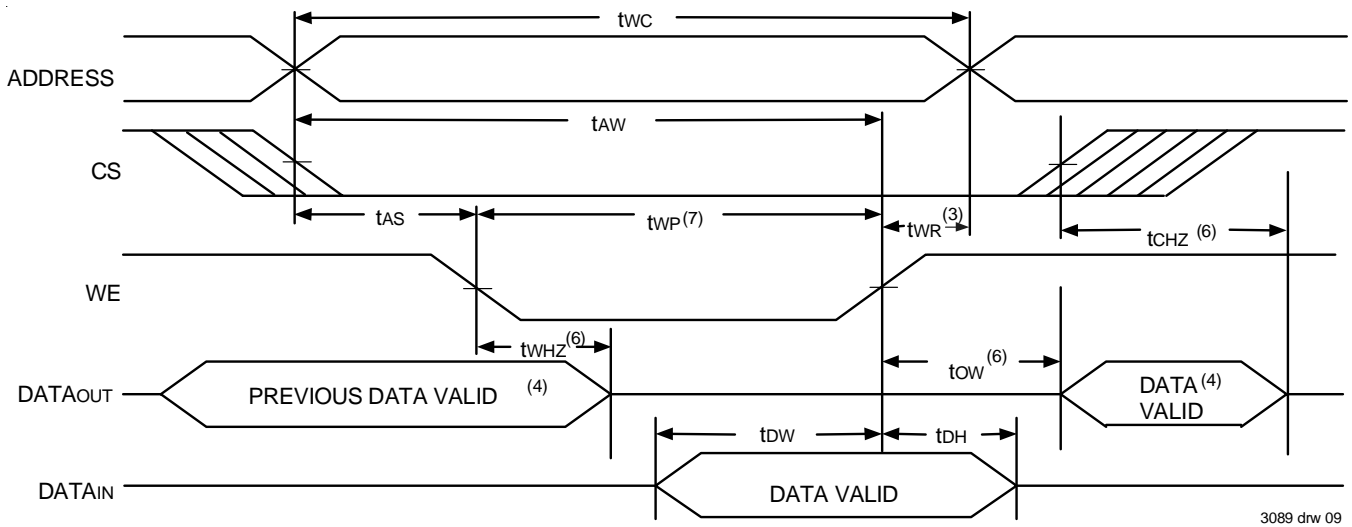 tWC
ADDRESS
tAW
CS
tAS
tWP(7)
tWR(3)
tCHZ (6)
WE
tWHZ(6)
tOW (6)
DATAOUT
PREVIOUS DATA VALID (4)
DATA(4)
VALID
tDW
tDH
DATAIN
DATA VALID
3089 drw 09